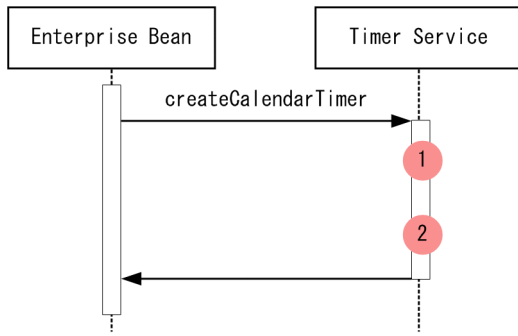 Enterprise Bean
Timer Service
createCalendarTimer
1
2